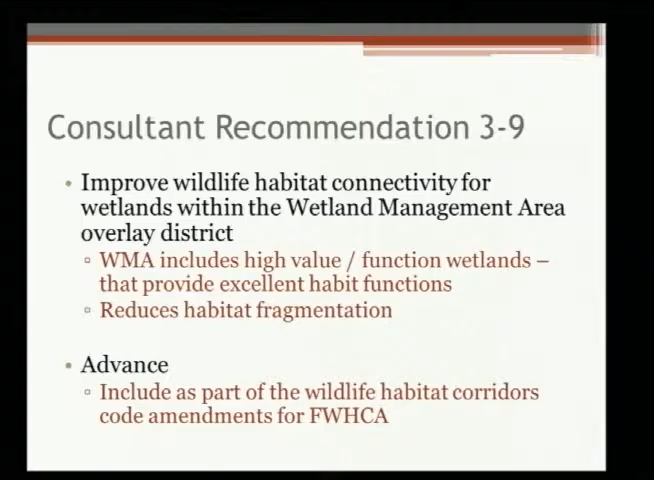 Consultant Recommendation 3-9
• Improve wildlife habitat connectivity for
wetlands within the Wetland Management Area
overlay district
▫ WMA includes high value / function wetlands –
that provide excellent habit functions
▫ Reduces habitat fragmentation
• Advance
▫ Include as part of the wildlife habitat corridors
code amendments for FWHCA